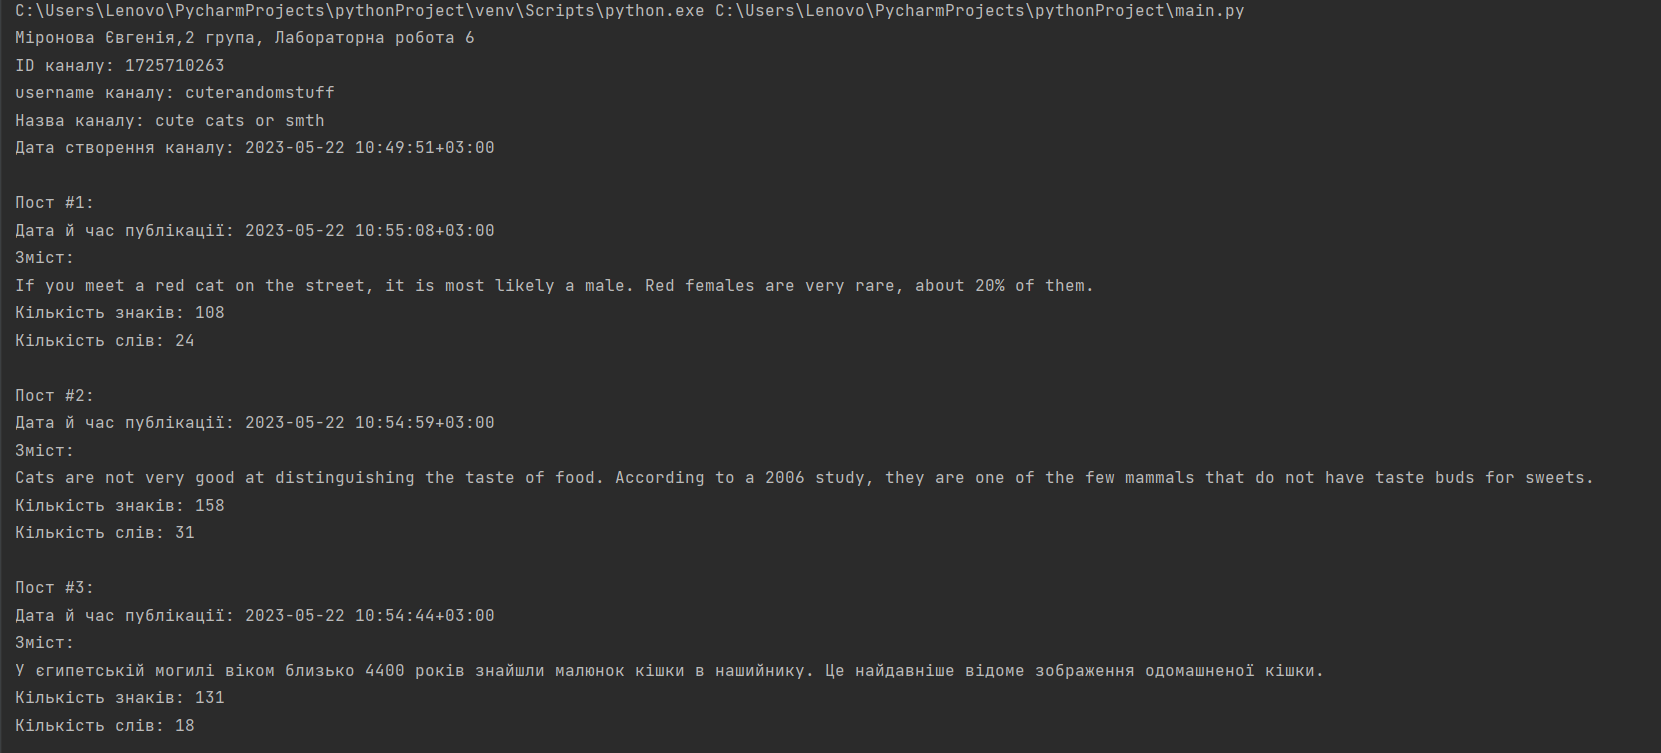 C:\Users\Lenovo\PycharmProjects\pythonProject\venv\Scripts\python.exe C:\Users\Lenovo\PycharmProjects\pythonProject\main.py
Міронова Євгенія,2 група, Лабораторна робота 6
ID каналу: 1725710263
username каналу: cuterandomstuff
Назва каналу: cute cats or smth
Дата створення каналу: 2023-05-22 10:49:51+03:00
Пост #1:
Дата й час публікації: 2023-05-22 10:55:08+03:00
Зміст:
If you meet a red cat on the street, it is most likely a male. Red females are very rare, about 20% of them.
Кількість знаків: 108
Кількість слів: 24
Пост #2:
Дата й час публікації: 2023-05-22 10:54:59+03:00
Зміст:
Cats are not very good at distinguishing the taste of food. According to a 2006 study, they are one of the few mammals that do not have taste buds for sweets.
Кількість знаків: 158
Кількість слів: 31
Пост #3:
Дата й час публікації: 2023-05-22 10:54:44+03:00
Зміст:
У єгипетській могилі віком близько 4400 років знайшли малюнок кішки в нашийнику. Це найдавніше відоме зображення одомашненої кішки.
Кількість знаків: 131
Кількість слів: 18